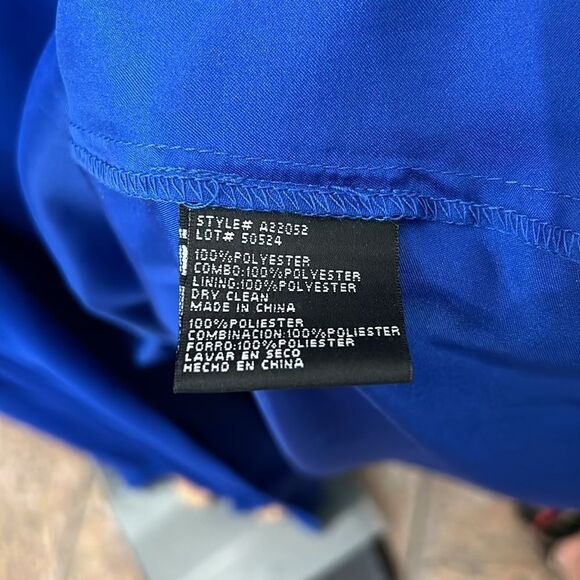 STYLE# A22052
LOT# 50524
100%POLYESTER
COMBO:100%POLYESTER
LINING:100%POLYESTER
DRY CLEAN
MADE IN CHINA
100%POLIESTER
COMBINACION:100%POLIESTER
FORRO:100%POLIESTER
LAVAR EN SECO
HECHO EN CHINA